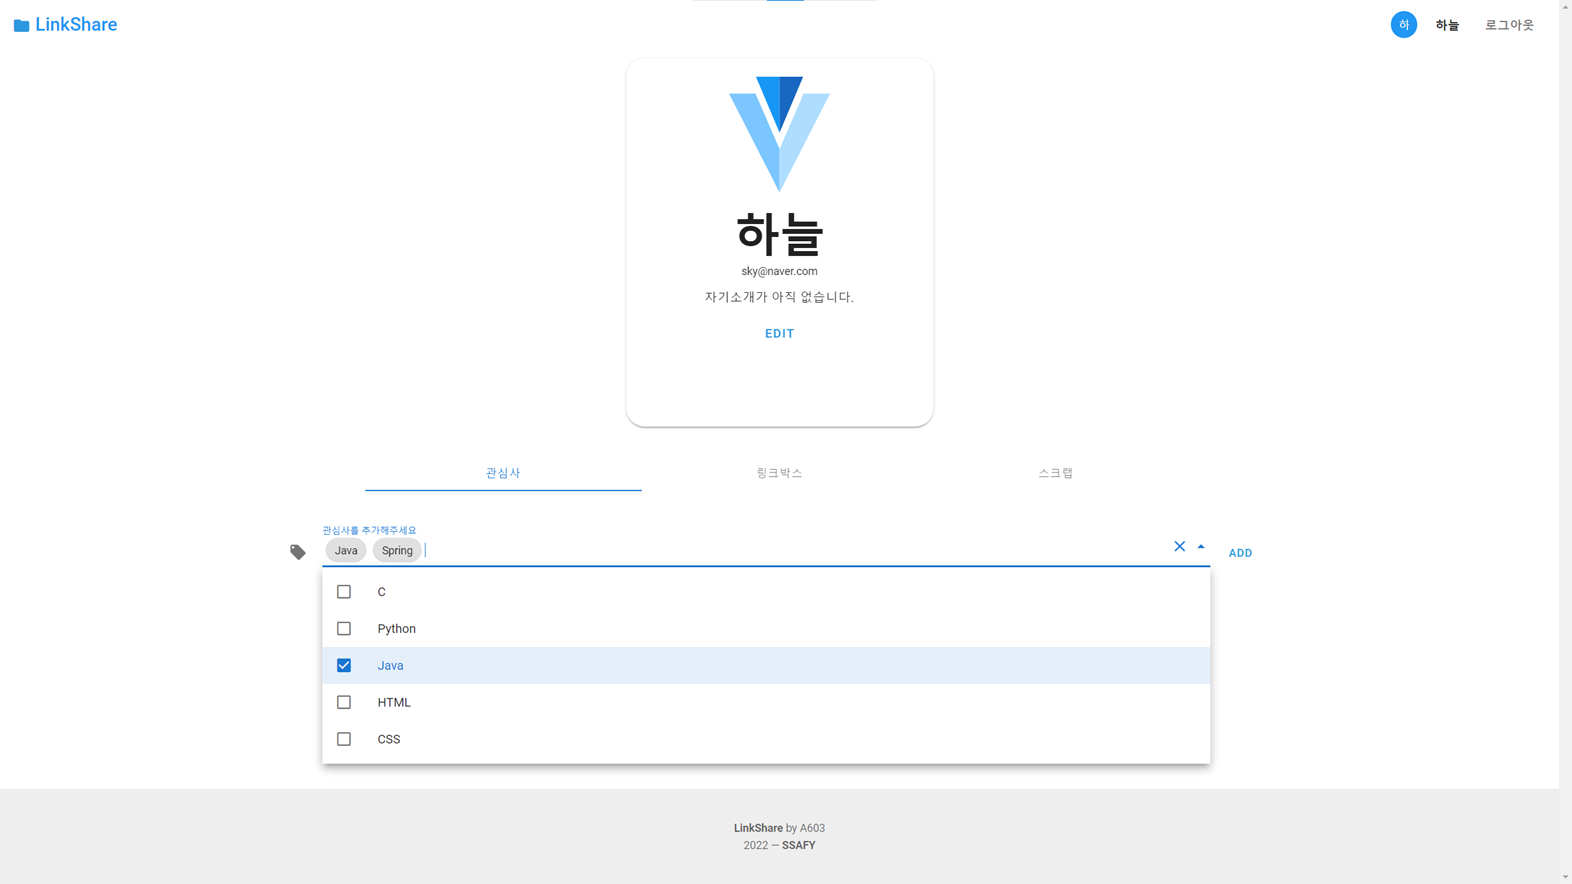 LinkShare
하 하늘 로그아웃
하늘
sky@naver.com
자기소개가 아직 없습니다.
EDIT
관심사 링크박스 스크랩
관심사를 추가해주세요
Java Spring
ADD
C
Python
Java
HTML
CSS
LinkShare by A603
2022 — SSAFY